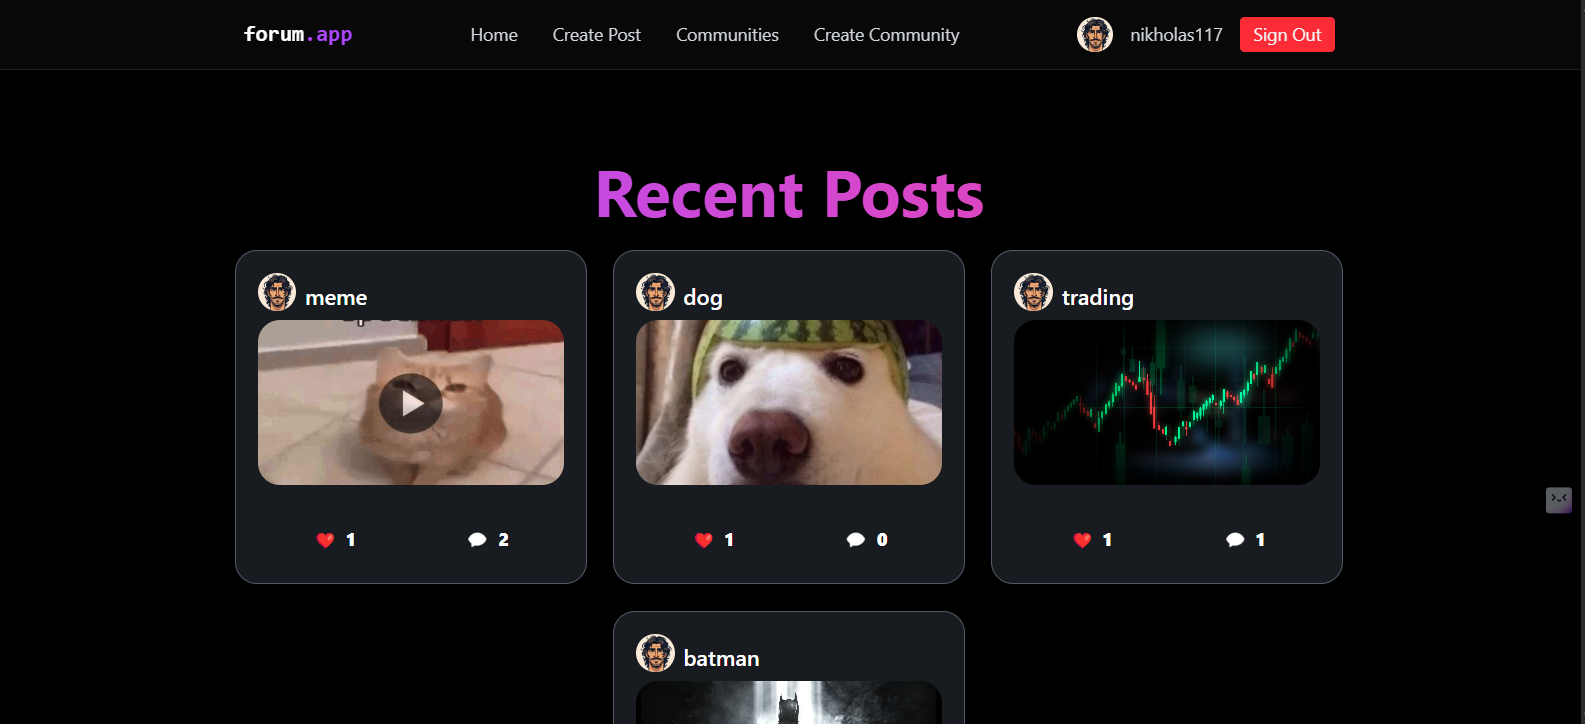 forum.app Home Create Post Communities Create Community nikholas117 Sign Out
Recent Posts
meme
dog
trading
1 2
1 0
1 1
batman